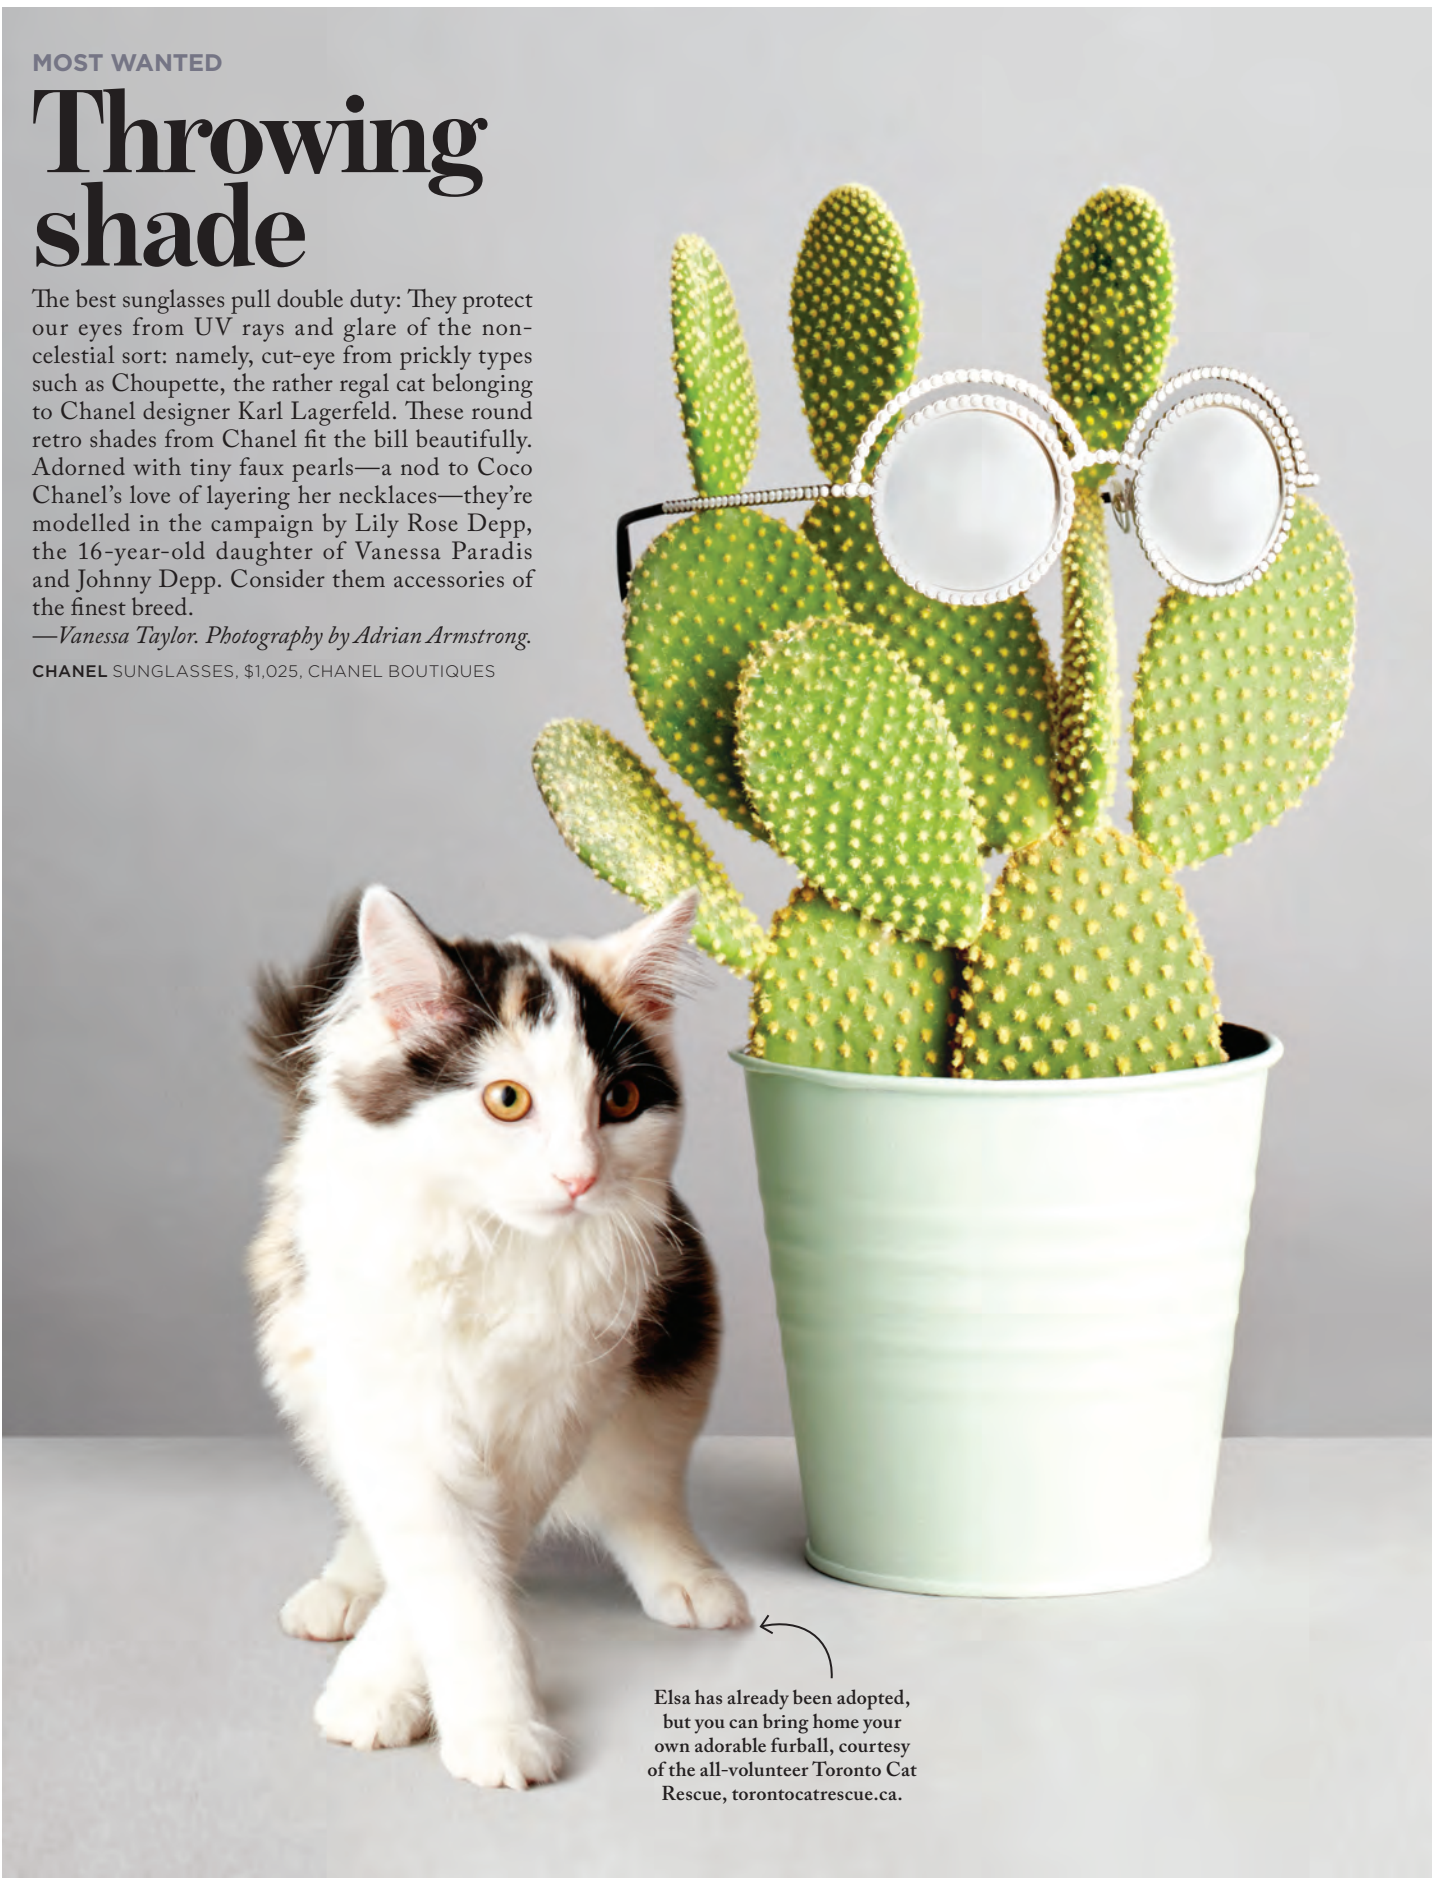 MOST WANTED
Throwing
shade
The best sunglasses pull double duty: They protect
our eyes from UV rays and glare of the non-
celestial sort: namely, cut-eye from prickly types
such as Choupette, the rather regal cat belonging
to Chanel designer Karl Lagerfeld. These round
retro shades from Chanel fit the bill beautifully.
Adorned with tiny faux pearls—a nod to Coco
Chanel's love of layering her necklaces—they're
modelled in the campaign by Lily Rose Depp,
the 16-year-old daughter of Vanessa Paradis
and Johnny Depp. Consider them accessories of
the finest breed.
—Vanessa Taylor. Photography by Adrian Armstrong.
CHANEL SUNGLASSES, $1,025, CHANEL BOUTIQUES
Elsa has already been adopted,
but you can bring home your
own adorable furball, courtesy
of the all-volunteer Toronto Cat
Rescue, torontocatrescue.ca.